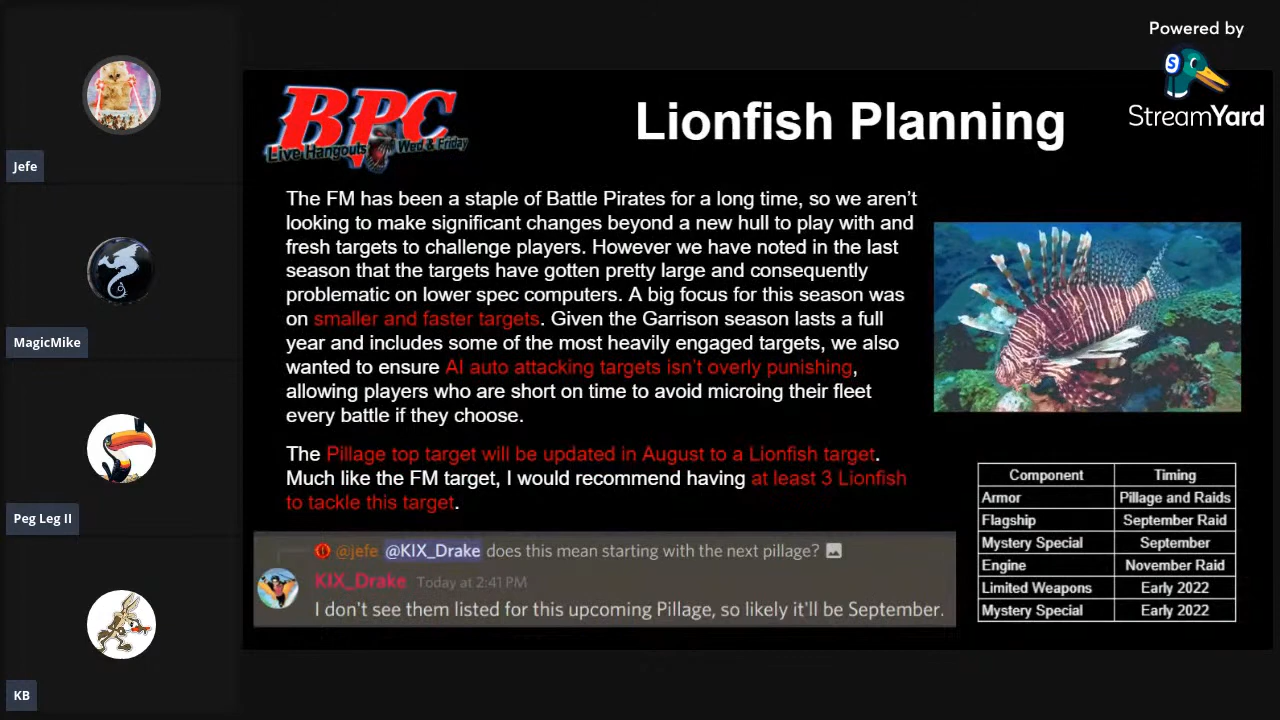 Powered by
S
StreamYard
Jefe
MagicMike
Peg Leg II
KB
BPC
Live Hangouts Wed & Friday
Lionfish Planning
The FM has been a staple of Battle Pirates for a long time, so we aren't
looking to make significant changes beyond a new hull to play with and
fresh targets to challenge players. However we have noted in the last
season that the targets have gotten pretty large and consequently
problematic on lower spec computers. A big focus for this season was
on smaller and faster targets. Given the Garrison season lasts a full
year and includes some of the most heavily engaged targets, we also
wanted to ensure AI auto attacking targets isn't overly punishing,
allowing players who are short on time to avoid microing their fleet
every battle if they choose.
The Pillage top target will be updated in August to a Lionfish target.
Much like the FM target, I would recommend having at least 3 Lionfish
to tackle this target.
@jefe @KIX_Drake does this mean starting with the next pillage?
KIX_Drake Today at 2:41 PM
I don't see them listed for this upcoming Pillage, so likely it'll be September.
Component Timing
Armor Pillage and Raids
Flagship September Raid
Mystery Special September
Engine November Raid
Limited Weapons Early 2022
Mystery Special Early 2022